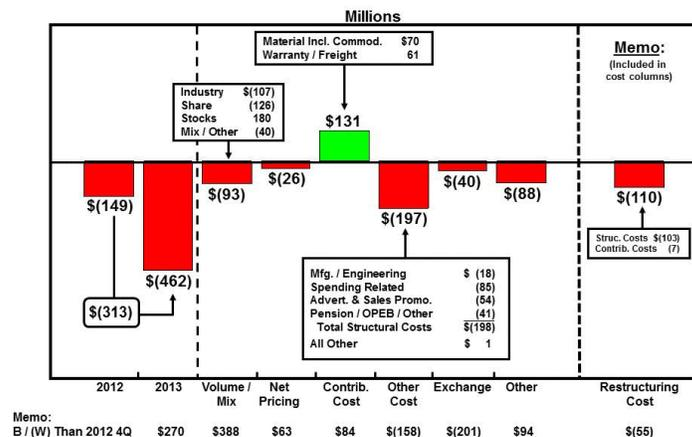 Millions
Material Incl. Commod. $70
Warranty / Freight 61
Memo:
(Included in
cost columns)
Industry $(107)
Share (126)
Stocks 180
Mix / Other (40)
$131
$(149)
$(462)
$(93)
$(26)
$(197)
$(40)
$(88)
$(110)
$(313)
Struc. Costs $(103)
Contrib. Costs (7)
Mfg. / Engineering $ (18)
Spending Related (85)
Advert. & Sales Promo. (54)
Pension / OPEB / Other (41)
Total Structural Costs $(198)
All Other $ 1
2012 2013 Volume / Net Contrib. Other Exchange Other Restructuring
Mix Pricing Cost Cost Cost
Memo:
B / (W) Than 2012 4Q $270 $388 $63 $84 $(158) $(201) $94 $(55)